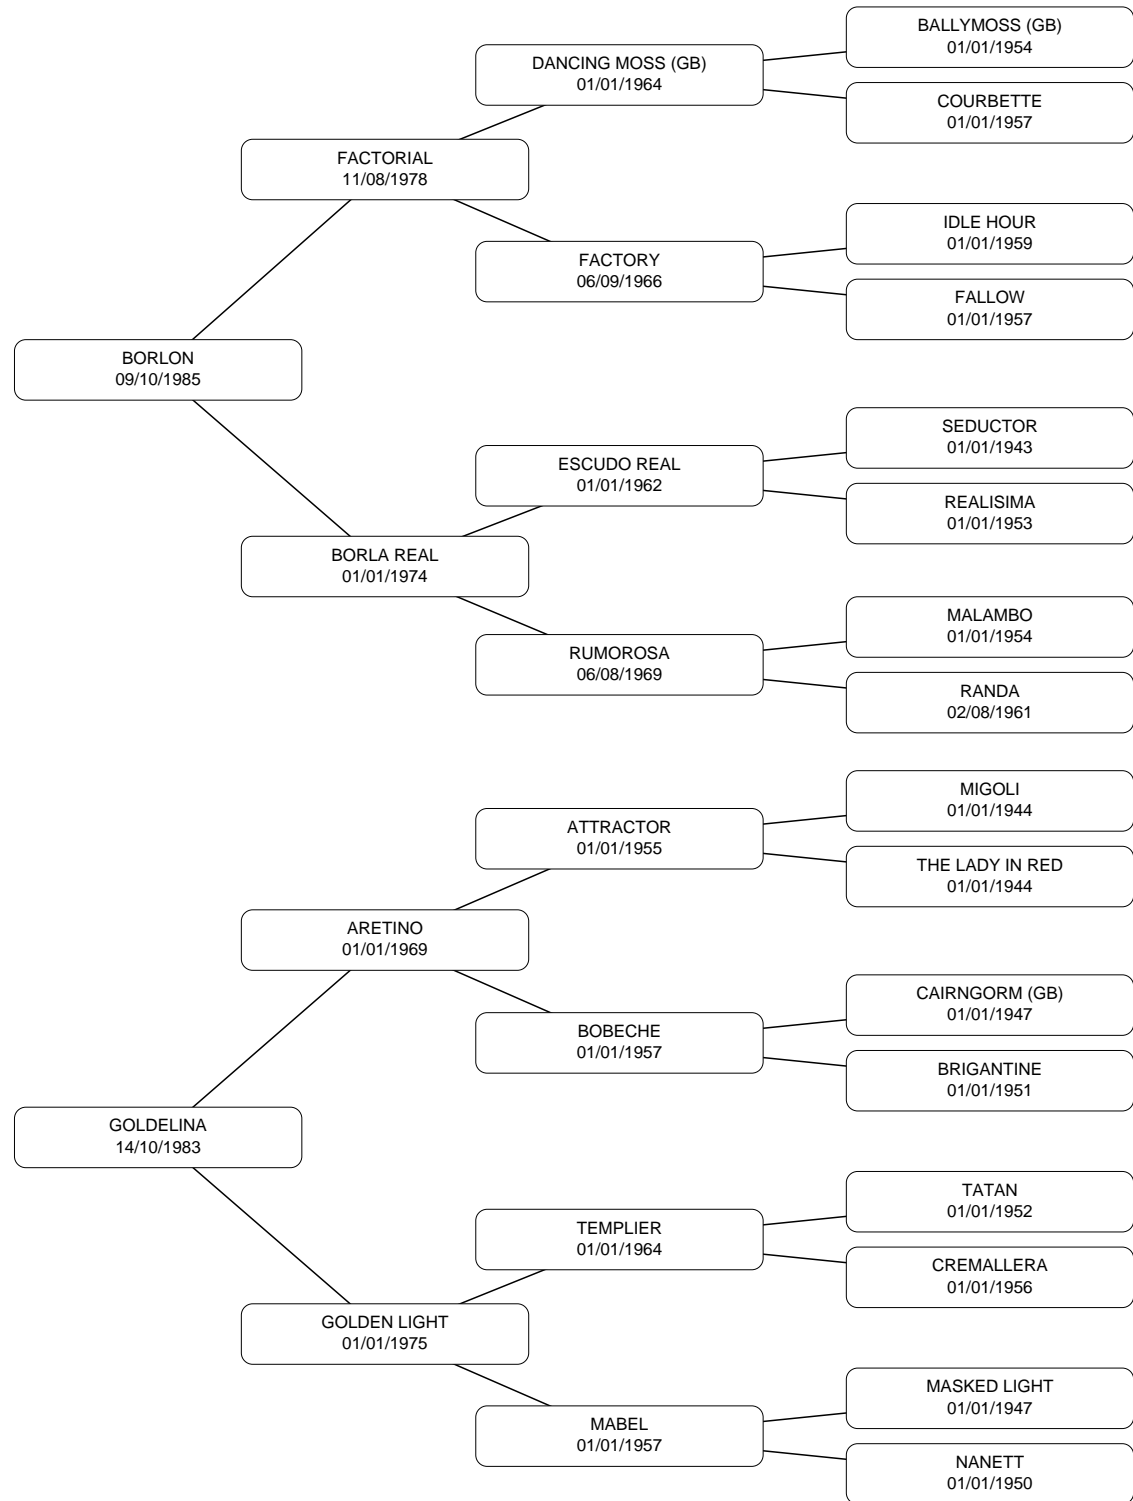 BALLYMOSS (GB)
01/01/1954
DANCING MOSS (GB)
01/01/1964
COURBETTE
01/01/1957
FACTORIAL
11/08/1978
IDLE HOUR
01/01/1959
FACTORY
06/09/1966
FALLOW
01/01/1957
BORLON
09/10/1985
SEDUCTOR
01/01/1943
ESCUDO REAL
01/01/1962
REALISIMA
01/01/1953
BORLA REAL
01/01/1974
MALAMBO
01/01/1954
RUMOROSA
06/08/1969
RANDA
02/08/1961
MIGOLI
01/01/1944
ATTRACTOR
01/01/1955
THE LADY IN RED
01/01/1944
ARETINO
01/01/1969
CAIRNGORM (GB)
01/01/1947
BOBECHE
01/01/1957
BRIGANTINE
01/01/1951
GOLDELINA
14/10/1983
TATAN
01/01/1952
TEMPLIER
01/01/1964
CREMALLERA
01/01/1956
GOLDEN LIGHT
01/01/1975
MASKED LIGHT
01/01/1947
MABEL
01/01/1957
NANETT
01/01/1950